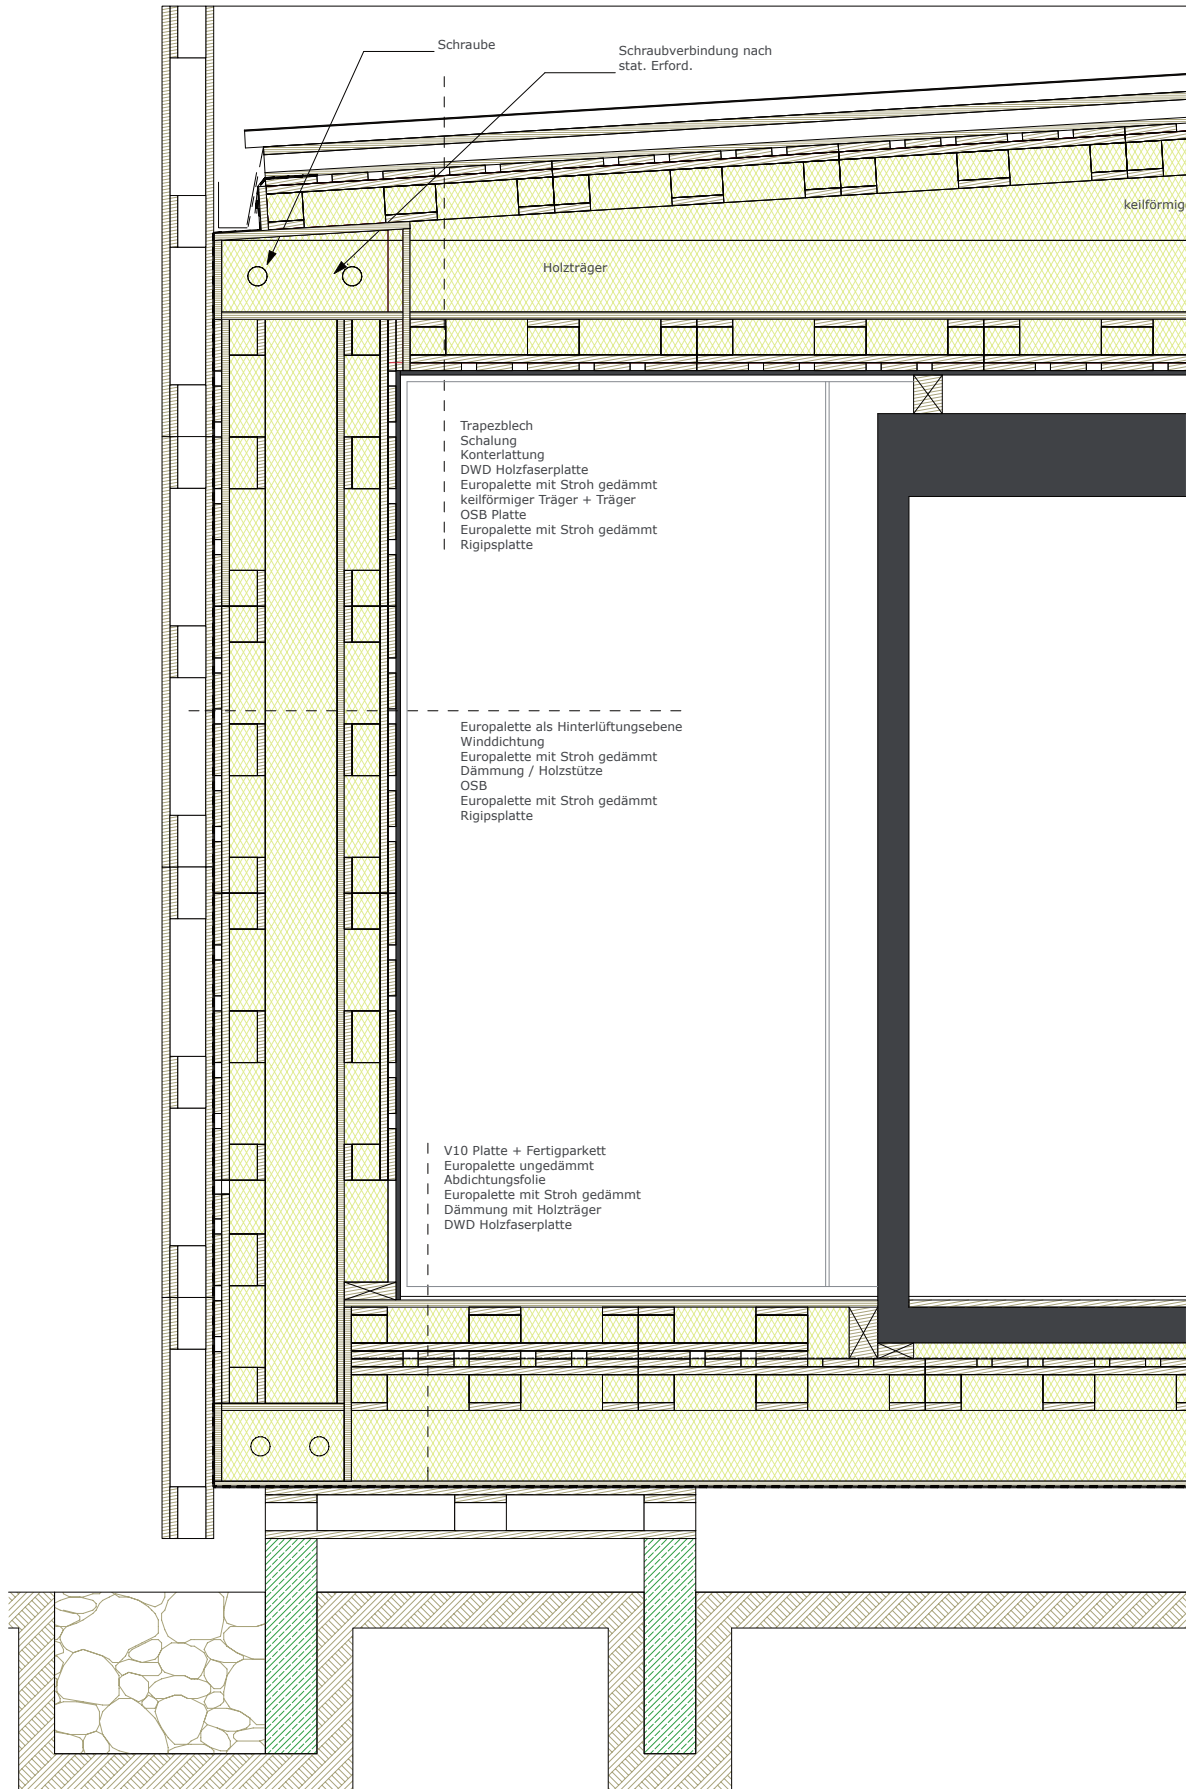 Schraube
Schraubverbindung nach
stat. Erford.
keilförmige
Holzträger
Trapezblech
Schalung
Konterlattung
DWD Holzfaserplatte
Europalette mit Stroh gedämmt
keilförmiger Träger + Träger
OSB Platte
Europalette mit Stroh gedämmt
Rigipsplatte
Europalette als Hinterlüftungsebene
Winddichtung
Europalette mit Stroh gedämmt
Dämmung / Holzstütze
OSB
Europalette mit Stroh gedämmt
Rigipsplatte
V10 Platte + Fertigparkett
Europalette ungedämmt
Abdichtungsfolie
Europalette mit Stroh gedämmt
Dämmung mit Holzträger
DWD Holzfaserplatte